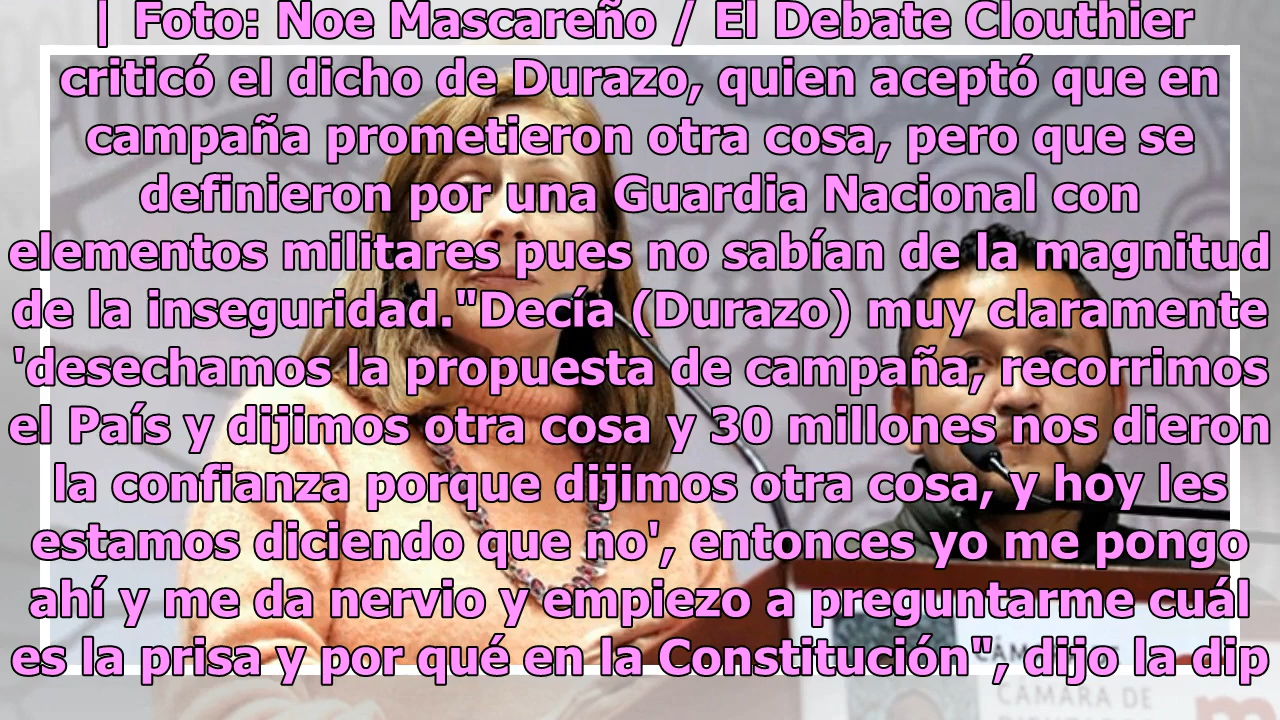 | Foto: Noe Mascareño / El Debate Clouthier
criticó el dicho de Durazo, quien aceptó que en
campaña prometieron otra cosa, pero que se
definieron por una Guardia Nacional con
elementos militares pues no sabían de la magnitud
de la inseguridad."Decía (Durazo) muy claramente
'desechamos la propuesta de campaña, recorrimos
el País y dijimos otra cosa y 30 millones nos dieron
la confianza porque dijimos otra cosa, y hoy les
estamos diciendo que no', entonces yo me pongo
ahí y me da nervio y empiezo a preguntarme cuál
es la prisa y por qué en la Constitución", dijo la dip
CÁMARA DE